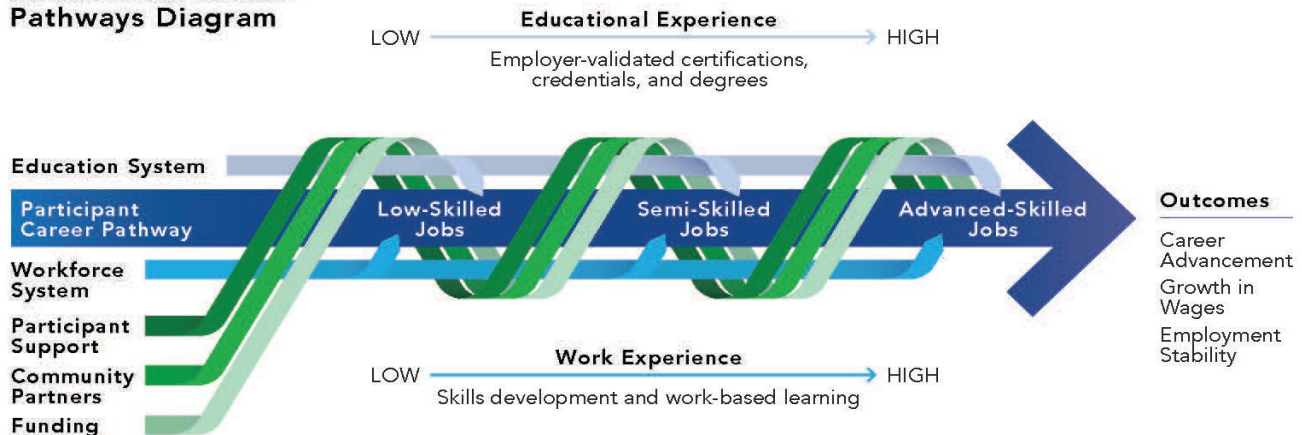 Pathways Diagram
Educational Experience
LOW
HIGH
Employer-validated certifications,
credentials, and degrees
Education System
Participant
Career Pathway
Low-Skilled
Jobs
Semi-Skilled
Jobs
Advanced-Skilled
Jobs
Workforce
System
Participant
Support
Community
Partners
Funding
Work Experience
LOW
HIGH
Skills development and work-based learning
Outcomes
Career
Advancement
Growth in
Wages
Employment
Stability